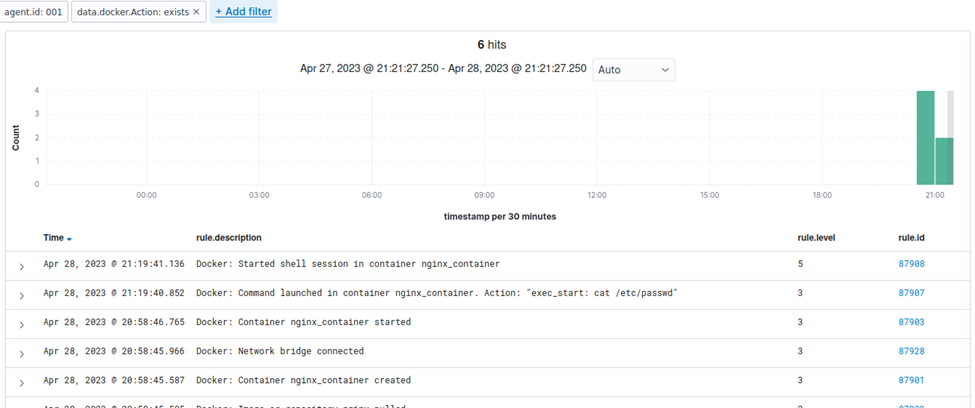 agent.id: 001 data.docker.Action: exists × + Add filter
6 hits
Apr 27, 2023 @ 21:21:27.250 - Apr 28, 2023 @ 21:21:27.250 Auto
Count
4
3
2
1
0
00:00 03:00 06:00 09:00 12:00 15:00 18:00 21:00
timestamp per 30 minutes
Time rule.description rule.level rule.id
Apr 28, 2023 @ 21:19:41.136 Docker: Started shell session in container nginx_container 5 87908
Apr 28, 2023 @ 21:19:40.852 Docker: Command launched in container nginx_container. Action: "exec_start: cat /etc/passwd" 3 87907
Apr 28, 2023 @ 20:58:46.765 Docker: Container nginx_container started 3 87903
Apr 28, 2023 @ 20:58:45.966 Docker: Network bridge connected 3 87928
Apr 28, 2023 @ 20:58:45.587 Docker: Container nginx_container created 3 87901